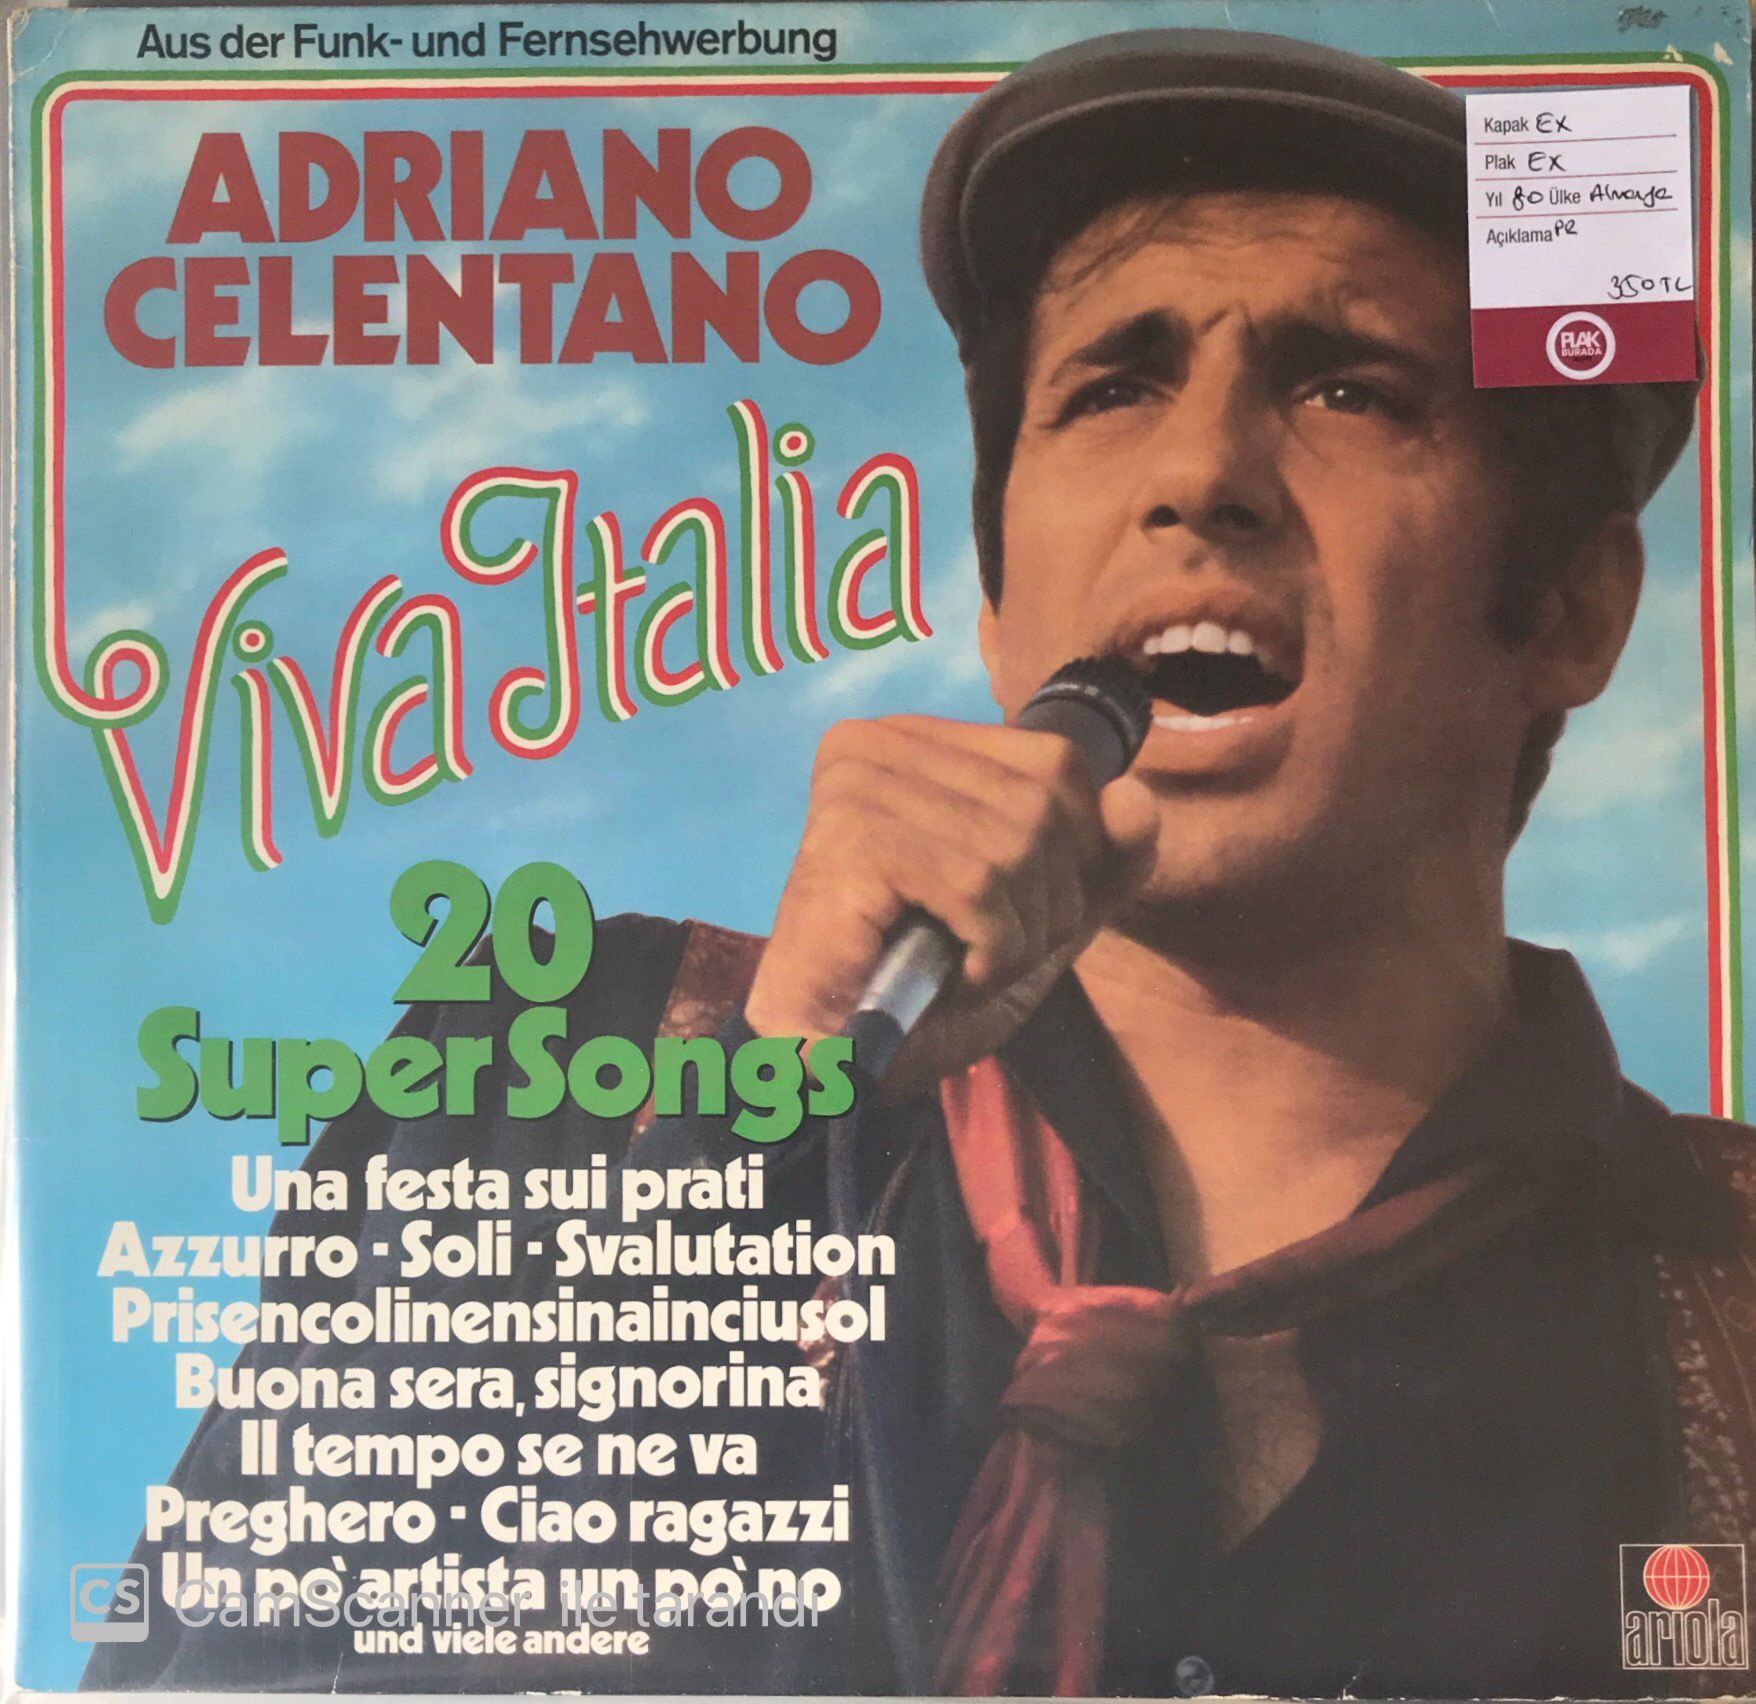 Aus der Funk- und Fernsehwerbung
ADRIANO
CELENTANO
Viva Italia
20
Super Songs
Una festa sui prati
Azzurro - Soli - Svalutation
Prisencolinensinainciusol
Buona sera, signorina
Il tempo se ne va
Preghero - Ciao ragazzi
Un pò artista un pò no
und viele andere
Kapak EX
Plak EX
Yıl 80 Ülke Almanya
Açıklama PR
350 TL
PLAK
BURADA
ariola
CS CamScanner ile tarandı